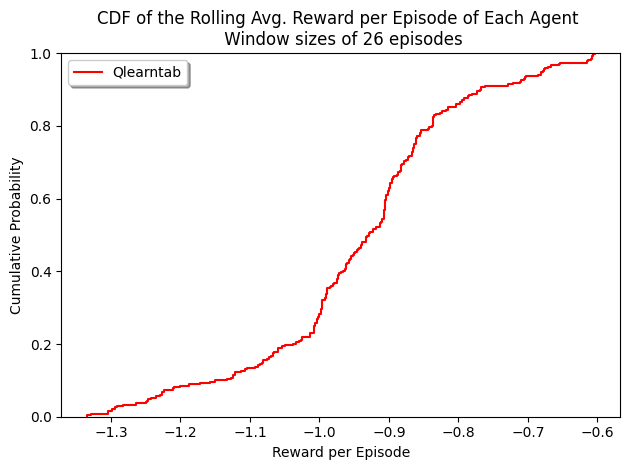 CDF of the Rolling Avg. Reward per Episode of Each Agent
Window sizes of 26 episodes
Qlearntab
Cumulative Probability
1.0
0.8
0.6
0.4
0.2
0.0
−1.3 −1.2 −1.1 −1.0 −0.9 −0.8 −0.7 −0.6
Reward per Episode